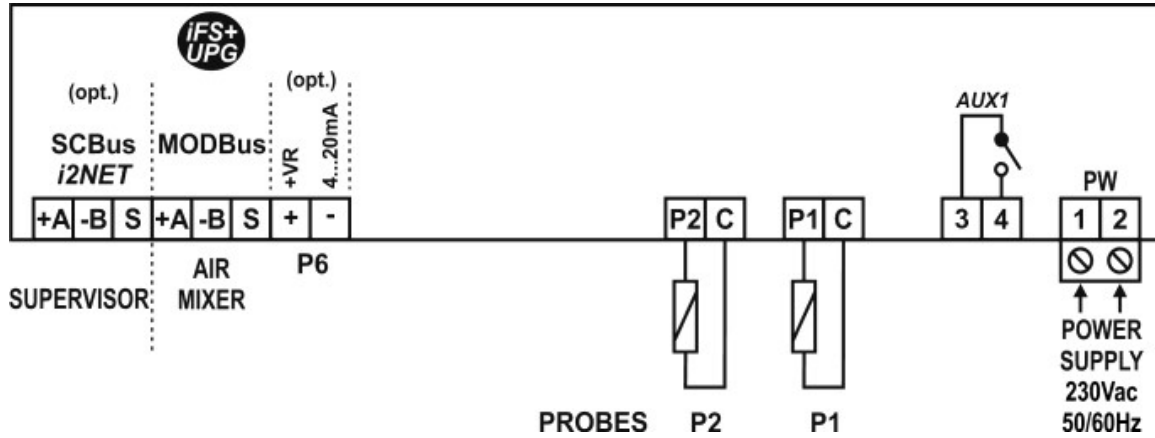 iFS+
UPG
(opt.)
(opt.)
SCBus
i2NET
MODBus
+VR
4...20mA
AUX1
PW
+A -B S +A -B S + -
P2 C
P1 C
3 4
1 2
SUPERVISOR
AIR
MIXER
P6
POWER
SUPPLY
230Vac
50/60Hz
PROBES P2 P1